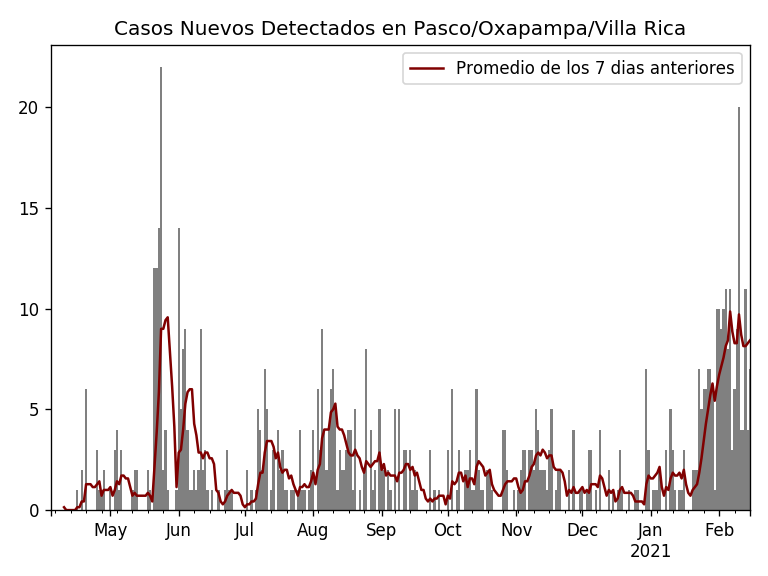 Casos Nuevos Detectados en Pasco/Oxapampa/Villa Rica
Promedio de los 7 dias anteriores
20
15
10
5
0
May Jun Jul Aug Sep Oct Nov Dec Jan Feb
2021